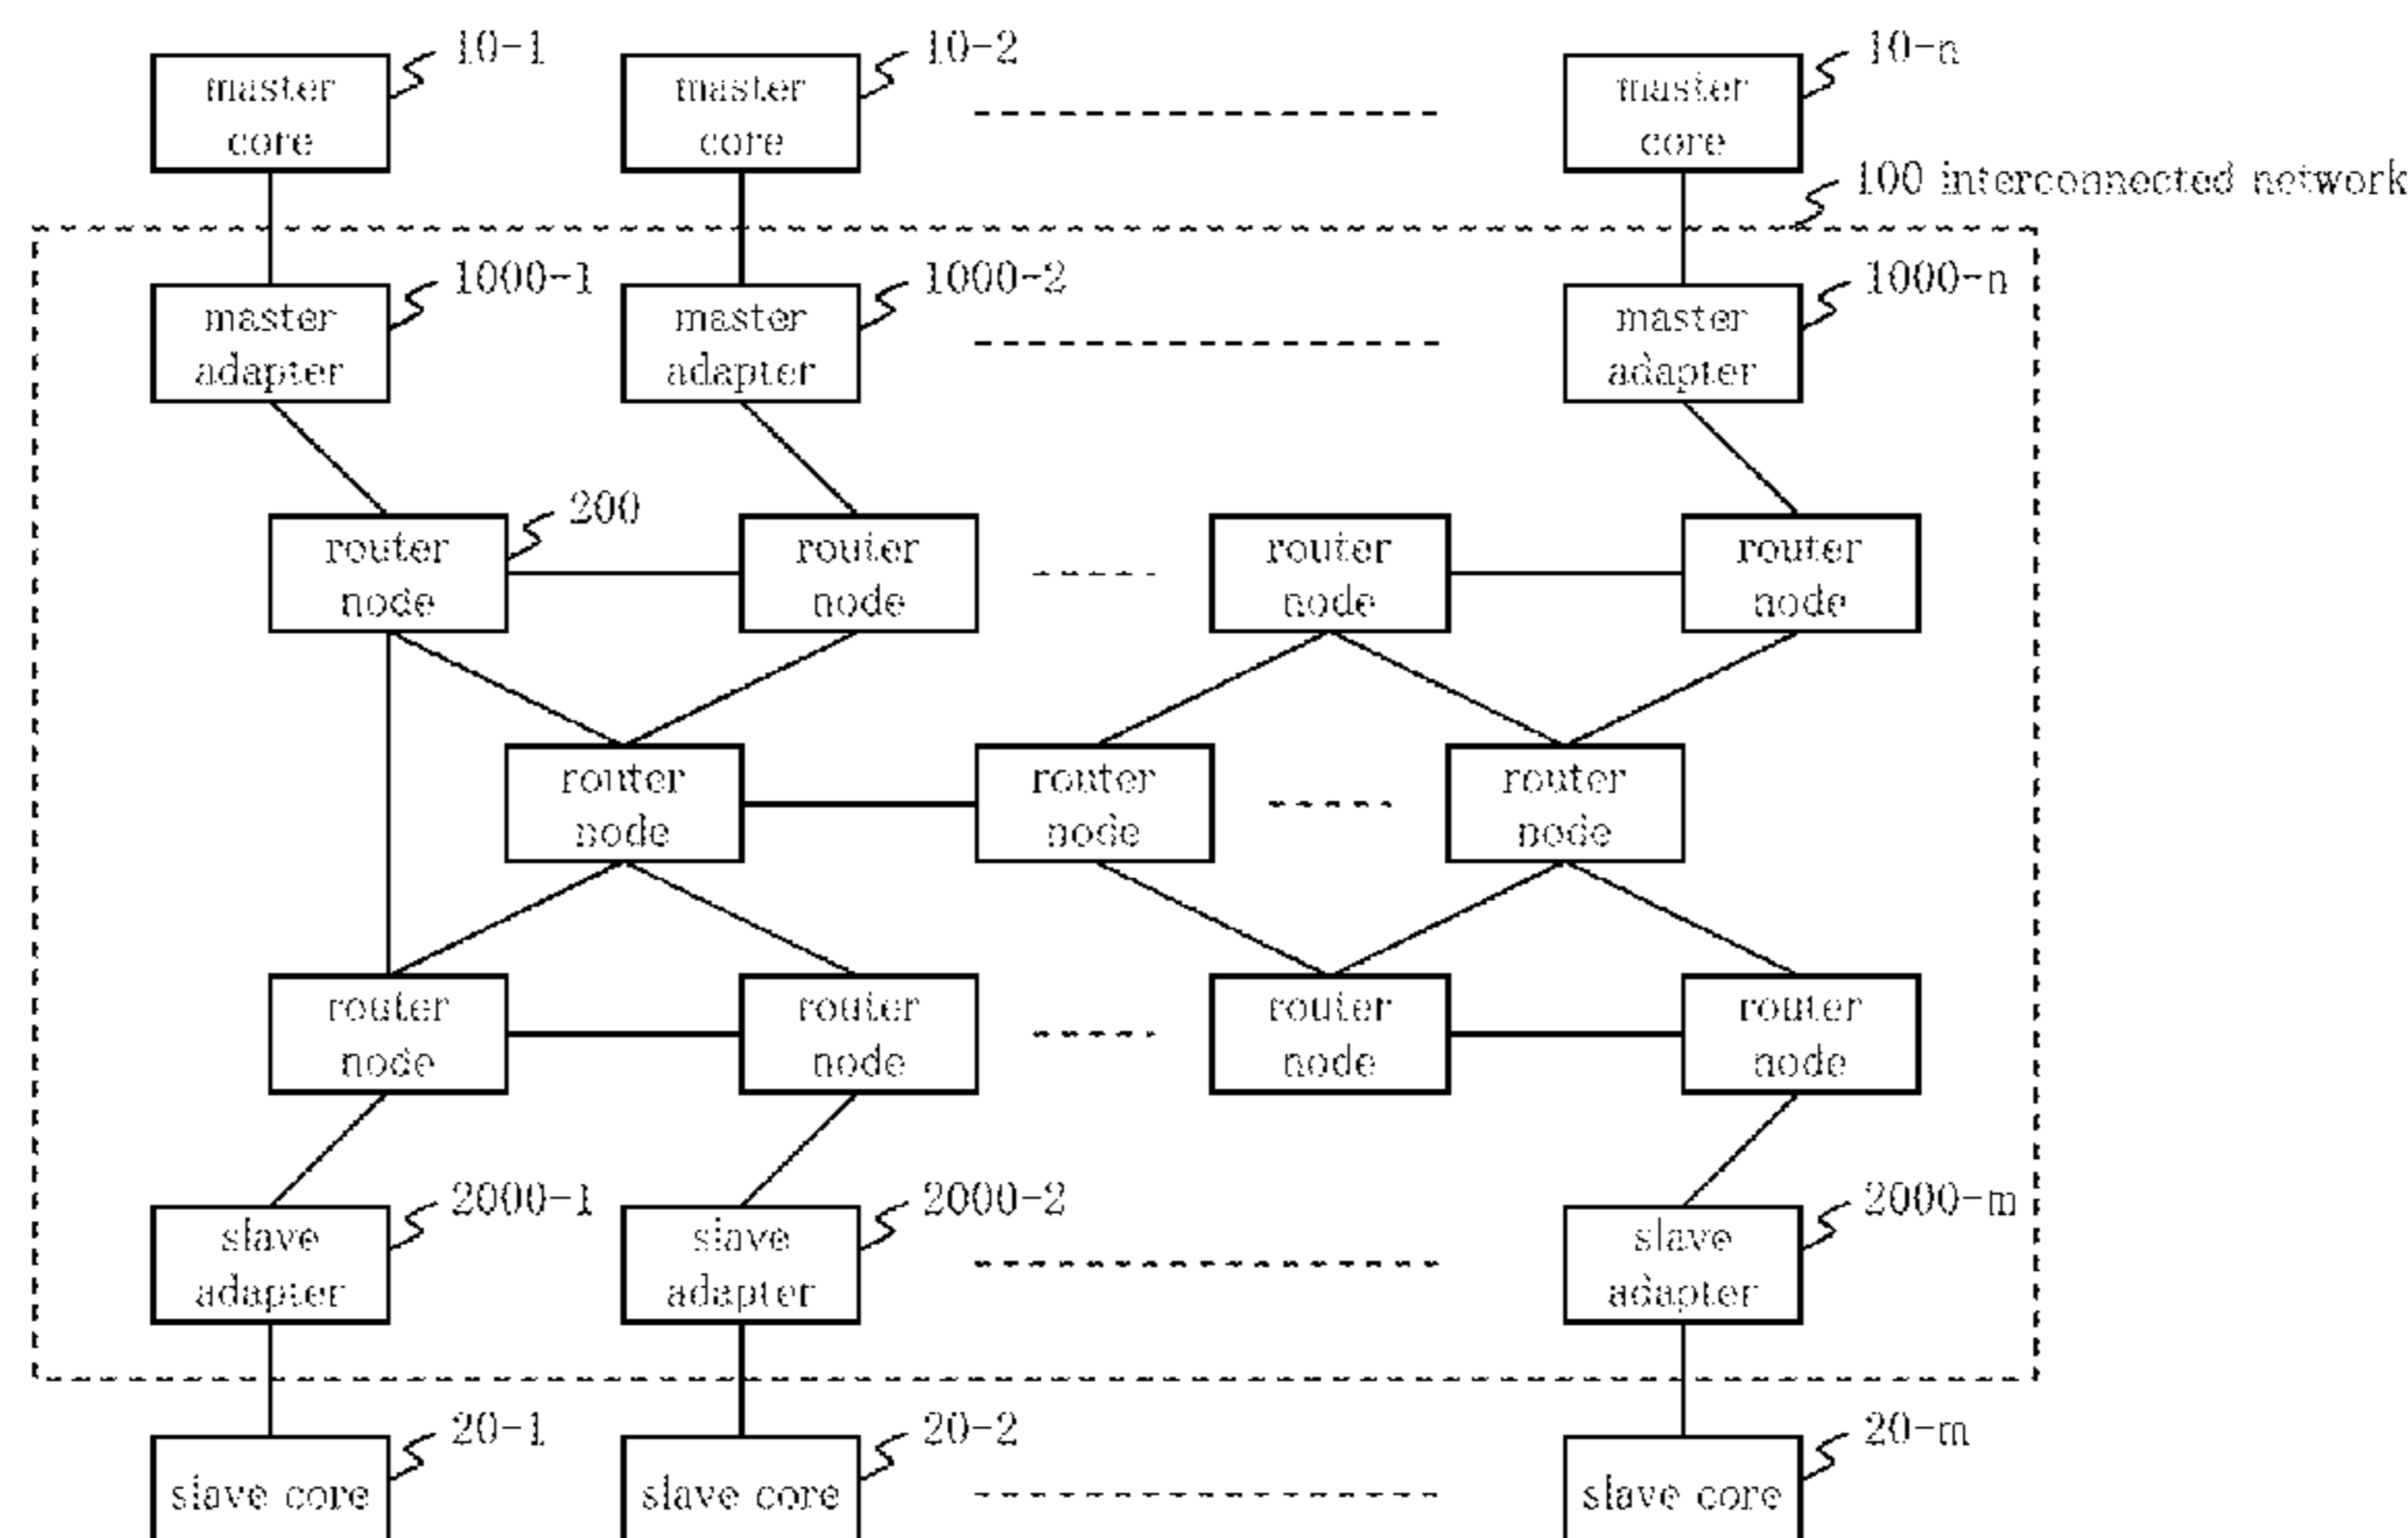 10-1
10-2
10-n
master
core
master
core
master
core
100 interconnected network
1000-1
1000-2
1000-n
master
adapter
master
adapter
master
adapter
200
router
node
router
node
router
node
router
node
router
node
router
node
router
node
router
node
router
node
router
node
router
node
2000-1
2000-2
2000-m
slave
adapter
slave
adapter
slave
adapter
20-1
20-2
20-m
slave core
slave core
slave core